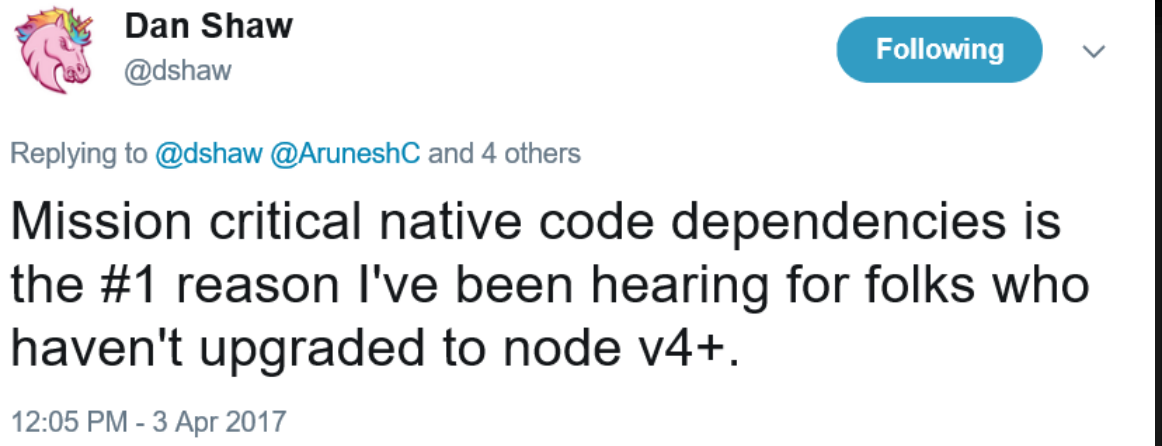 Dan Shaw
@dshaw
Following
Replying to @dshaw @AruneshC and 4 others
Mission critical native code dependencies is
the #1 reason I've been hearing for folks who
haven't upgraded to node v4+.
12:05 PM - 3 Apr 2017